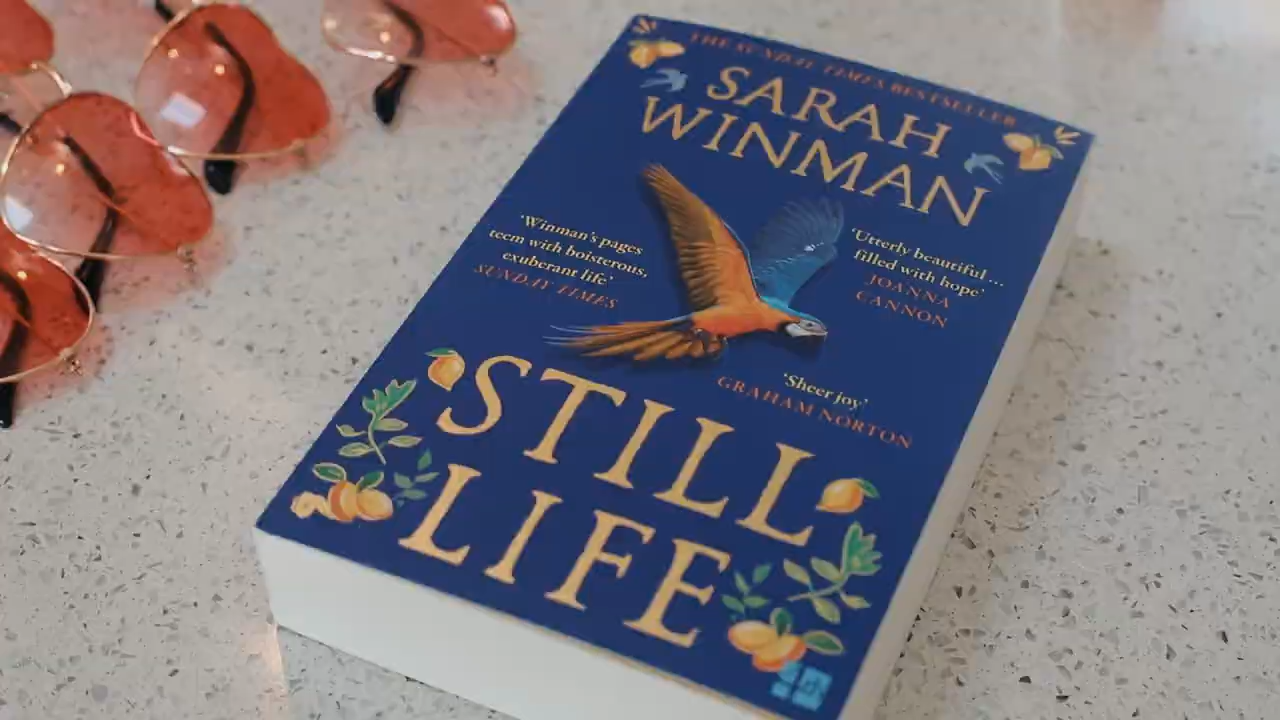 THE SUNDAY TIMES BESTSELLER
SARAH
WINMAN
‘Winman’s pages
teem with boisterous,
exuberant life’
SUNDAY TIMES
‘Utterly beautiful ...
filled with hope’
JOANNA
CANNON
‘Sheer joy’
GRAHAM NORTON
STILL
LIFE